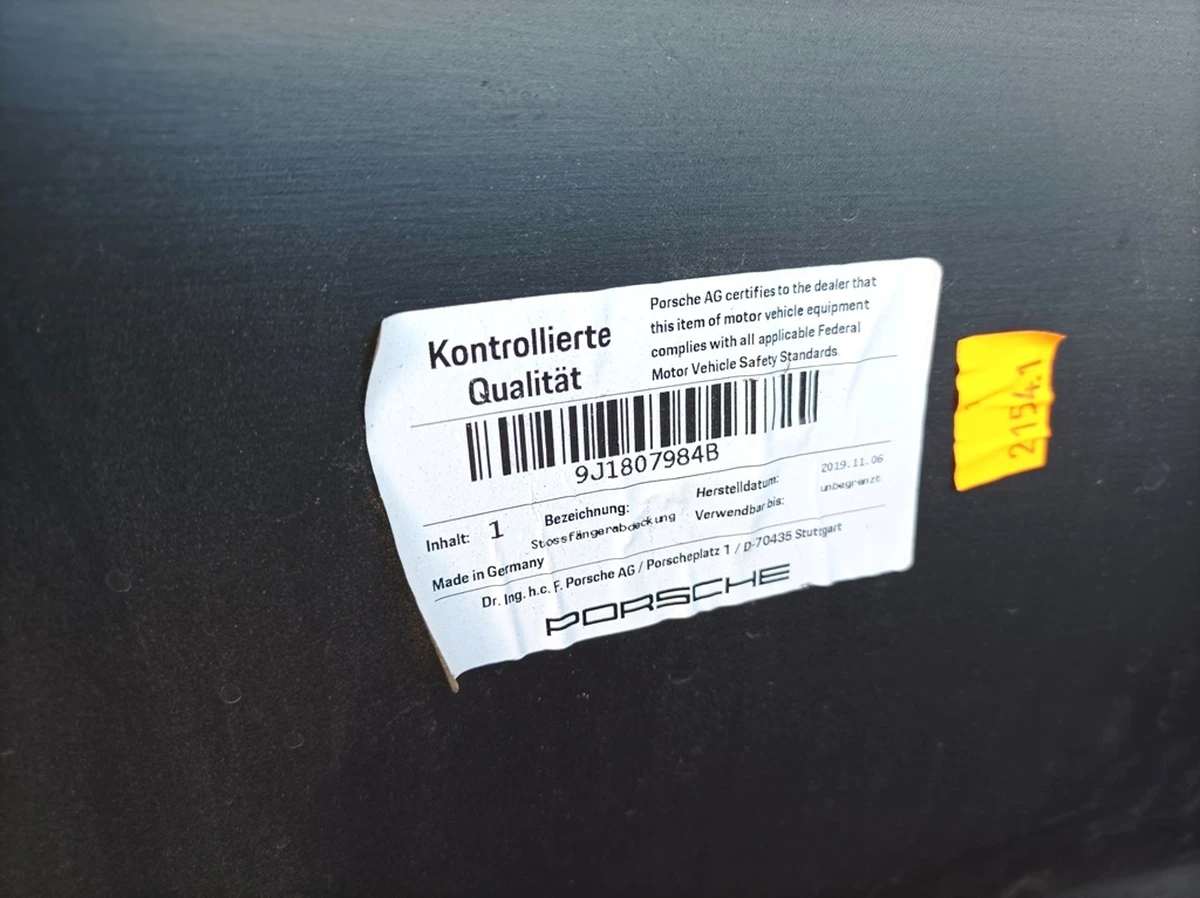 Kontrollierte
Qualität
Porsche AG certifies to the dealer that
this item of motor vehicle equipment
complies with all applicable Federal
Motor Vehicle Safety Standards
9J1807984B
Inhalt: 1
Bezeichnung:
Stossfängerabdeckung
Herstelldatum: 2019.11.06
Verwendbar bis: unbegrenzt
Made in Germany
Dr. Ing. h.c. F. Porsche AG / Porscheplatz 1 / D-70435 Stuttgart
PORSCHE
2154.1